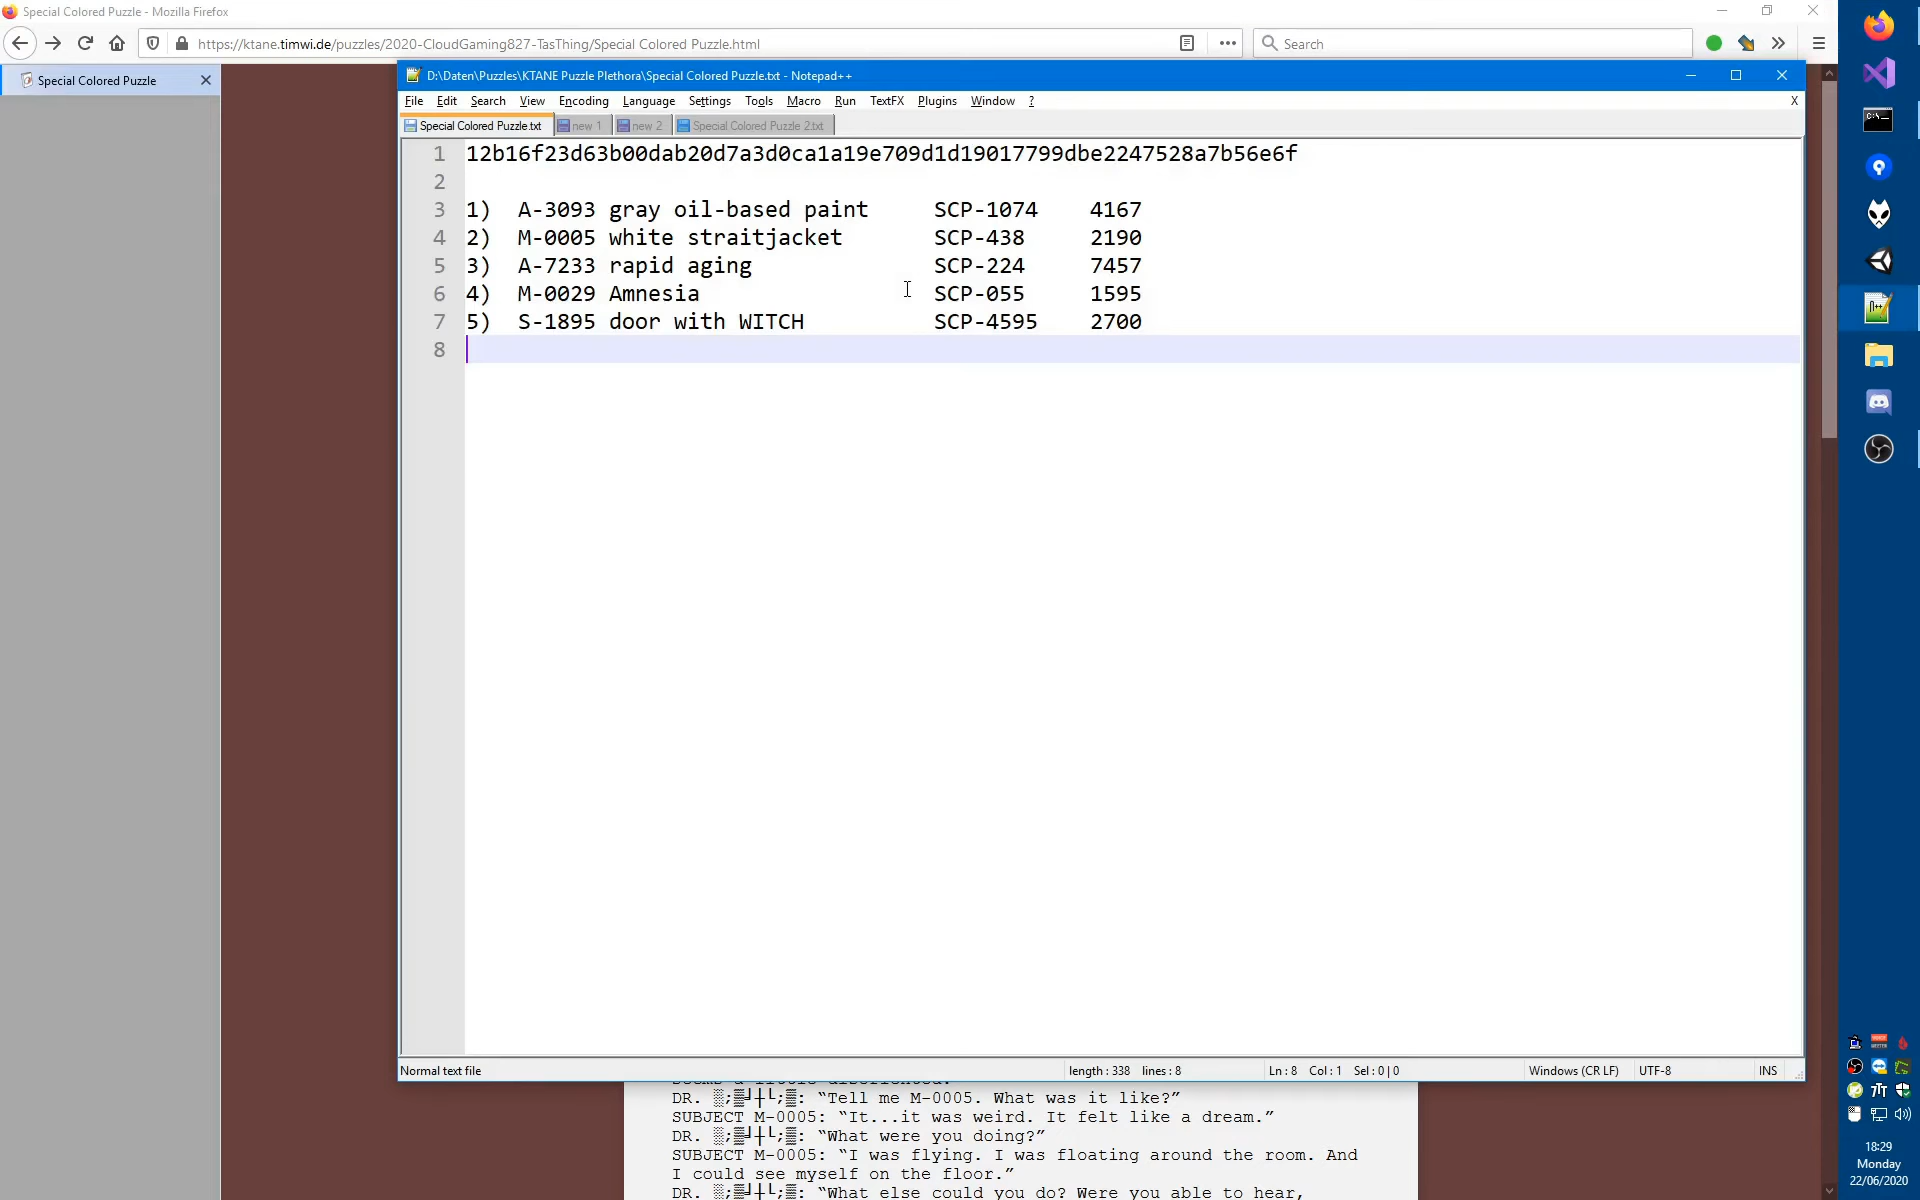 Special Colored Puzzle - Mozilla Firefox
https://ktane.timwi.de/puzzles/2020-CloudGaming827-TasThing/Special Colored Puzzle.html
Search
Special Colored Puzzle
D:\Daten\Puzzles\KTANE Puzzle Plethora\Special Colored Puzzle.txt - Notepad++
File Edit Search View Encoding Language Settings Tools Macro Run TextFX Plugins Window ? X
Special Colored Puzzle.txt new 1 new 2 Special Colored Puzzle 2.txt
1 12b16f23d63b00dab20d7a3d0ca1a19e709d1d19017799dbe2247528a7b56e6f
2
3 1) A-3093 gray oil-based paint SCP-1074 4167
4 2) M-0005 white straitjacket SCP-438 2190
5 3) A-7233 rapid aging SCP-224 7457
6 4) M-0029 Amnesia SCP-055 1595
7 5) S-1895 door with WITCH SCP-4595 2700
8
Normal text file length : 338 lines : 8 Ln : 8 Col : 1 Sel : 0 | 0 Windows (CR LF) UTF-8 INS
DR. ░;▒╛┼└;▒: “Tell me M-0005. What was it like?”
SUBJECT M-0005: “It...it was weird. It felt like a dream.”
DR. ░;▒╛┼└;▒: “What were you doing?”
SUBJECT M-0005: “I was flying. I was floating around the room. And
I could see myself on the floor.”
DR. ░;▒╛┼└;▒: “What else could you do? Were you able to hear,
18:29
Monday
22/06/2020